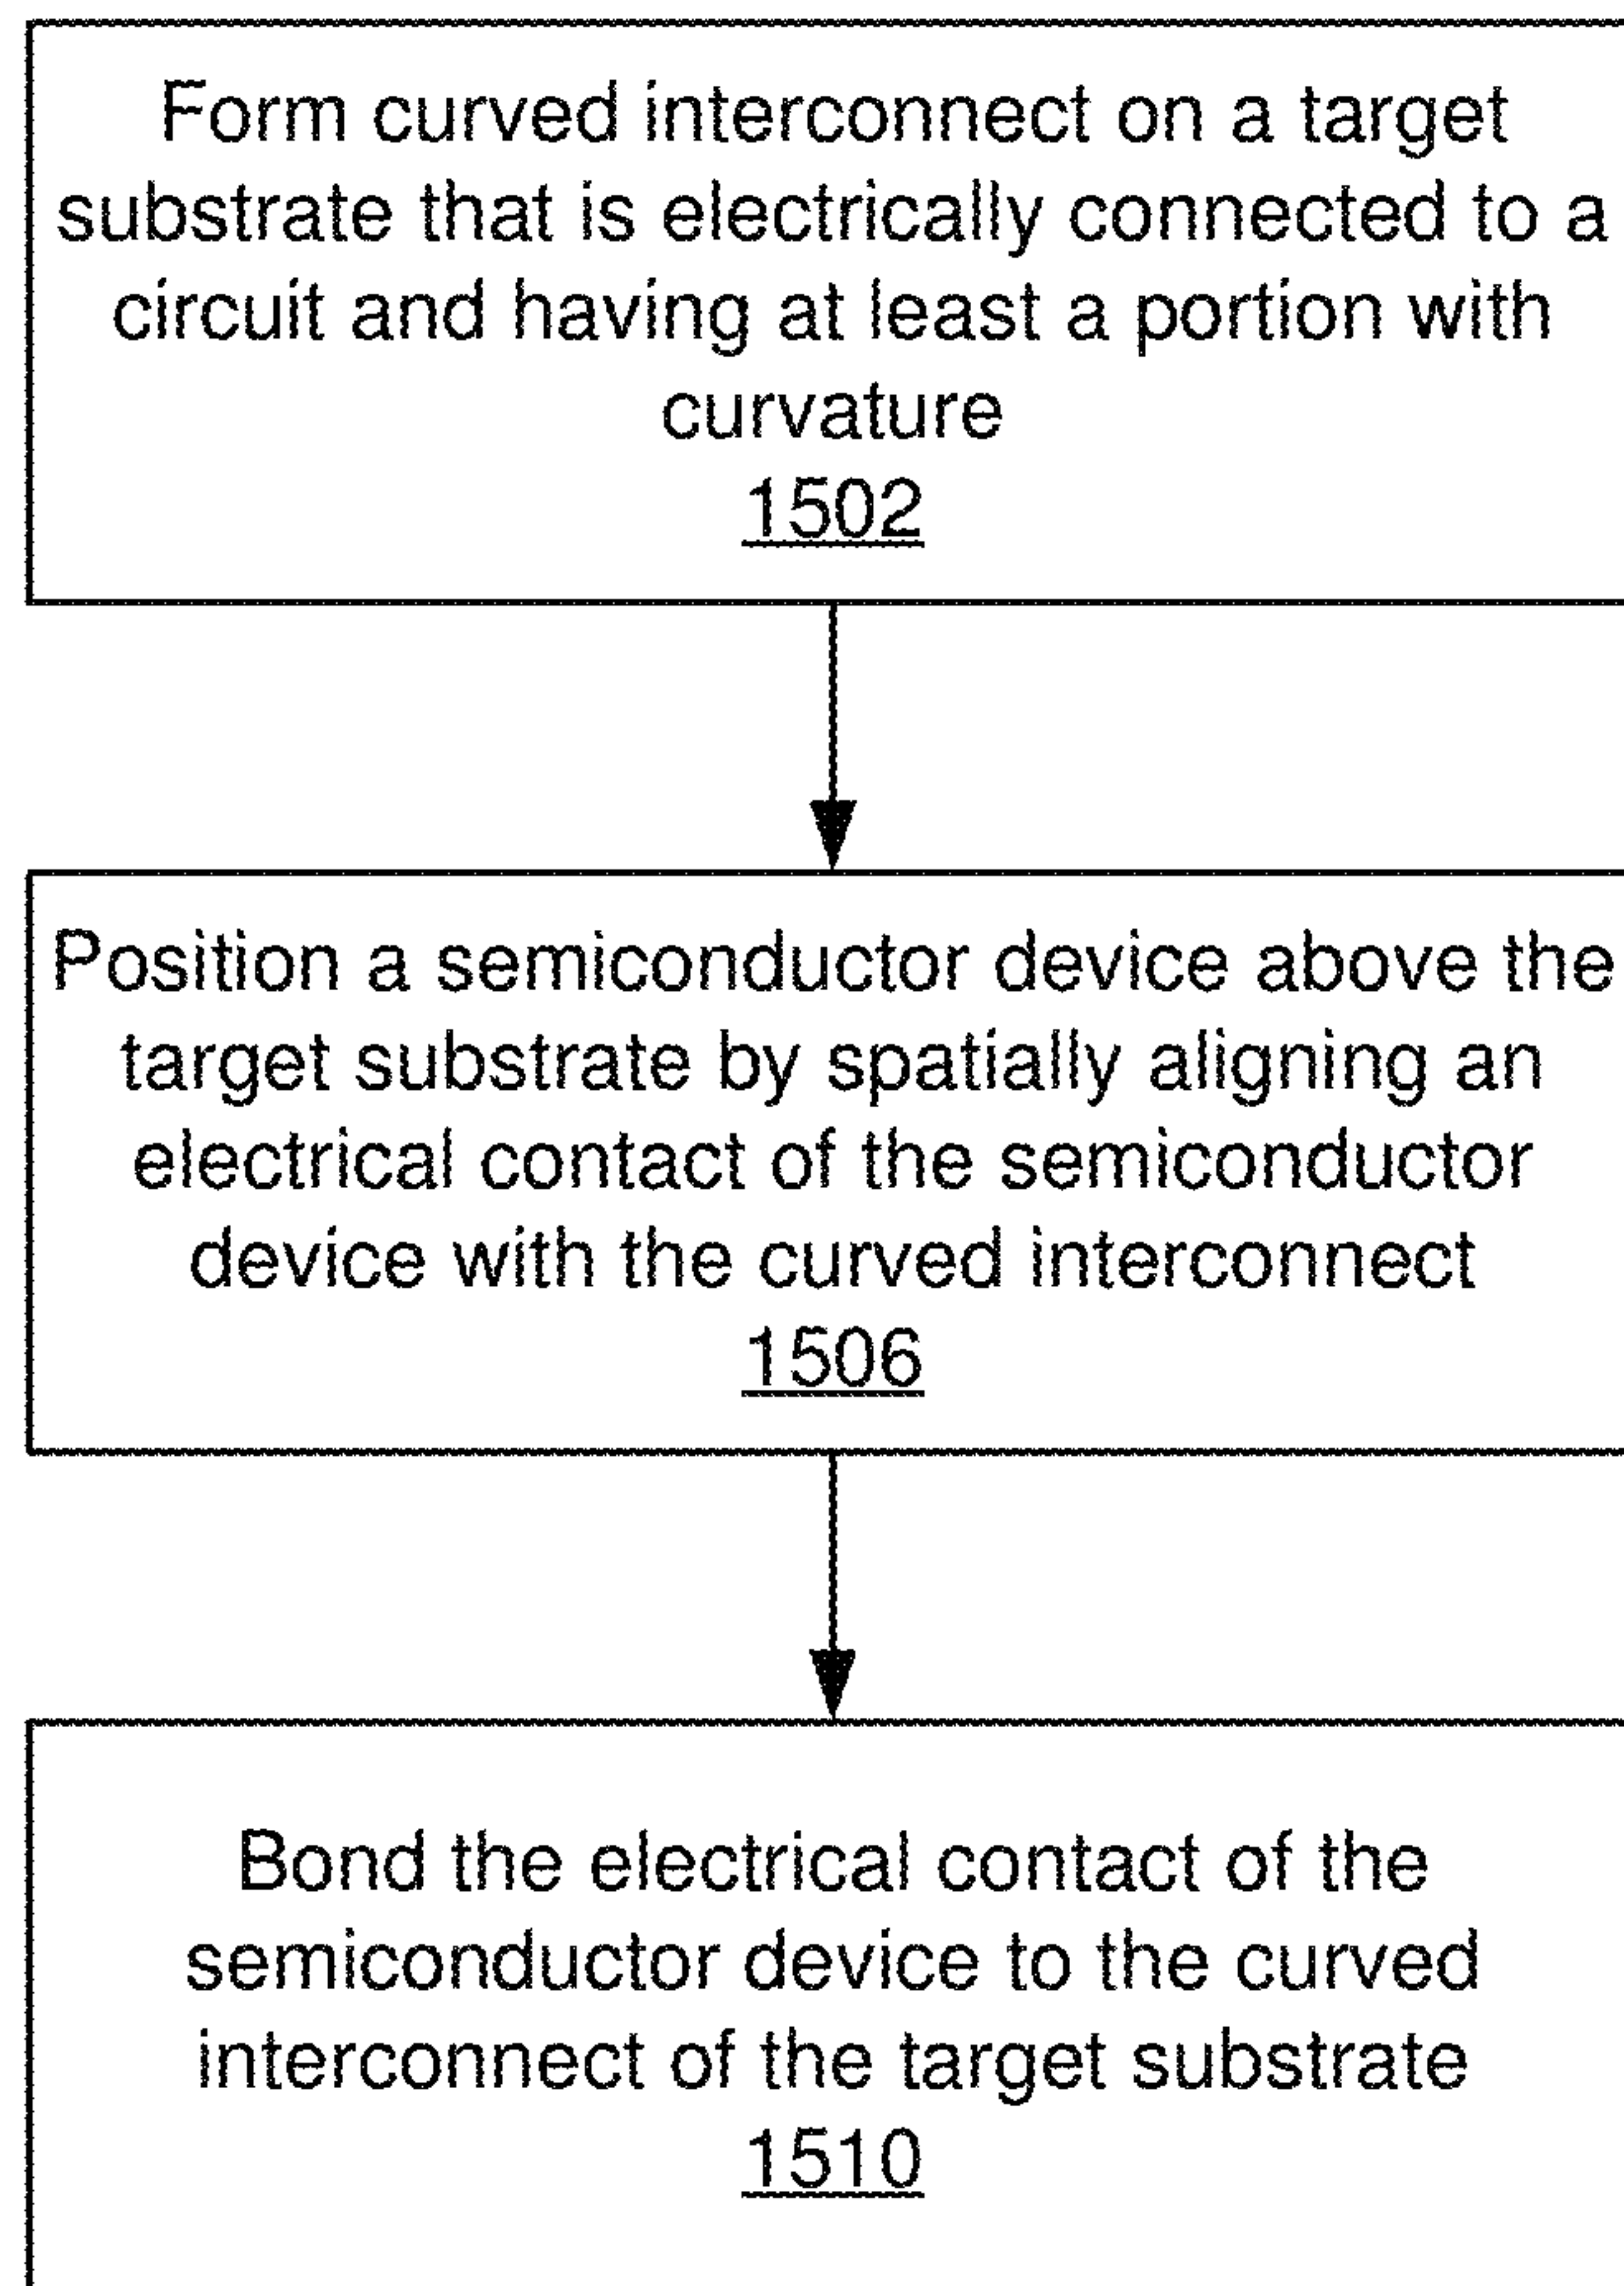 Form curved interconnect on a target
substrate that is electrically connected to a
circuit and having at least a portion with
curvature
1502
Position a semiconductor device above the
target substrate by spatially aligning an
electrical contact of the semiconductor
device with the curved interconnect
1506
Bond the electrical contact of the
semiconductor device to the curved
interconnect of the target substrate
1510